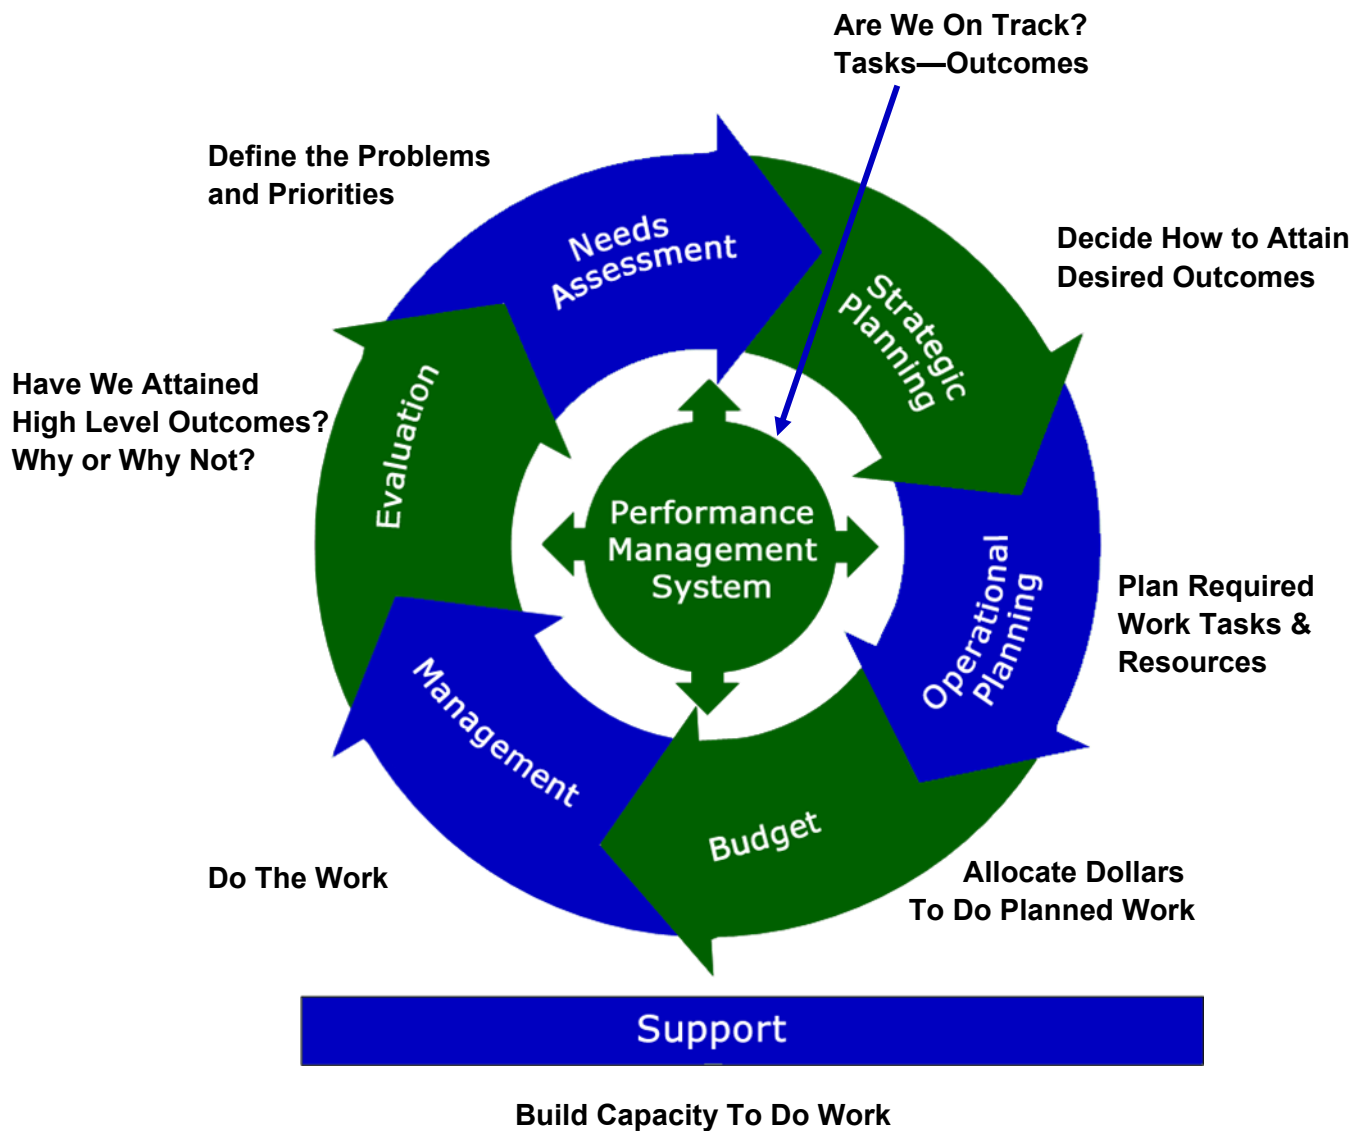 Are We On Track?
Tasks—Outcomes
Define the Problems
and Priorities
Needs
Assessment
Decide How to Attain
Desired Outcomes
Strategic
Planning
Have We Attained
High Level Outcomes?
Why or Why Not?
Evaluation
Performance
Management
System
Operational
Planning
Plan Required
Work Tasks &
Resources
Management
Budget
Do The Work
Allocate Dollars
To Do Planned Work
Support
Build Capacity To Do Work